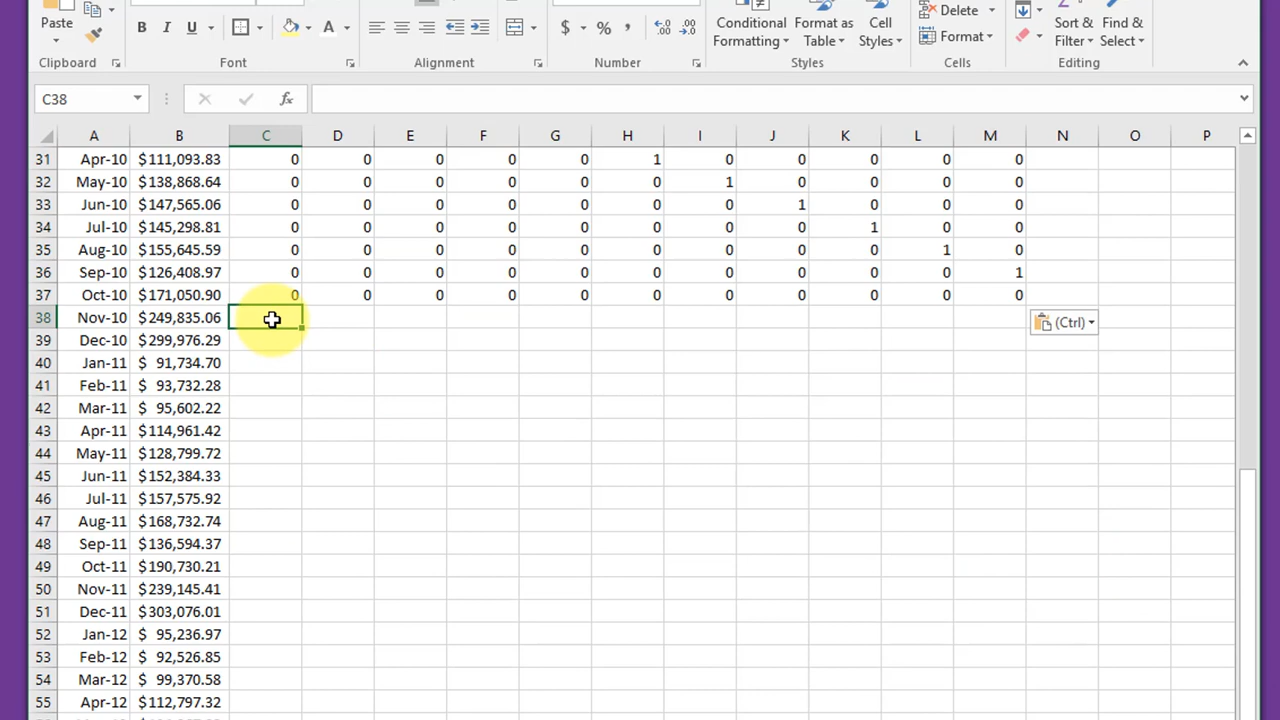 Paste
B I U A
$ % ,
Conditional Formatting
Format as Table
Cell Styles
Delete
Format
Sort & Filter
Find & Select
Clipboard Font Alignment Number Styles Cells Editing
C38 fx
A B C D E F G H I J K L M N O P
31 Apr-10 $111,093.83 0 0 0 0 0 1 0 0 0 0 0
32 May-10 $138,868.64 0 0 0 0 0 0 1 0 0 0 0
33 Jun-10 $147,565.06 0 0 0 0 0 0 0 1 0 0 0
34 Jul-10 $145,298.81 0 0 0 0 0 0 0 0 1 0 0
35 Aug-10 $155,645.59 0 0 0 0 0 0 0 0 0 1 0
36 Sep-10 $126,408.97 0 0 0 0 0 0 0 0 0 0 1
37 Oct-10 $171,050.90 0 0 0 0 0 0 0 0 0 0 0
38 Nov-10 $249,835.06 (Ctrl)
39 Dec-10 $299,976.29
40 Jan-11 $ 91,734.70
41 Feb-11 $ 93,732.28
42 Mar-11 $ 95,602.22
43 Apr-11 $114,961.42
44 May-11 $128,799.72
45 Jun-11 $152,384.33
46 Jul-11 $157,575.92
47 Aug-11 $168,732.74
48 Sep-11 $136,594.37
49 Oct-11 $190,730.21
50 Nov-11 $239,145.41
51 Dec-11 $303,076.01
52 Jan-12 $ 95,236.97
53 Feb-12 $ 92,526.85
54 Mar-12 $ 99,370.58
55 Apr-12 $112,797.32